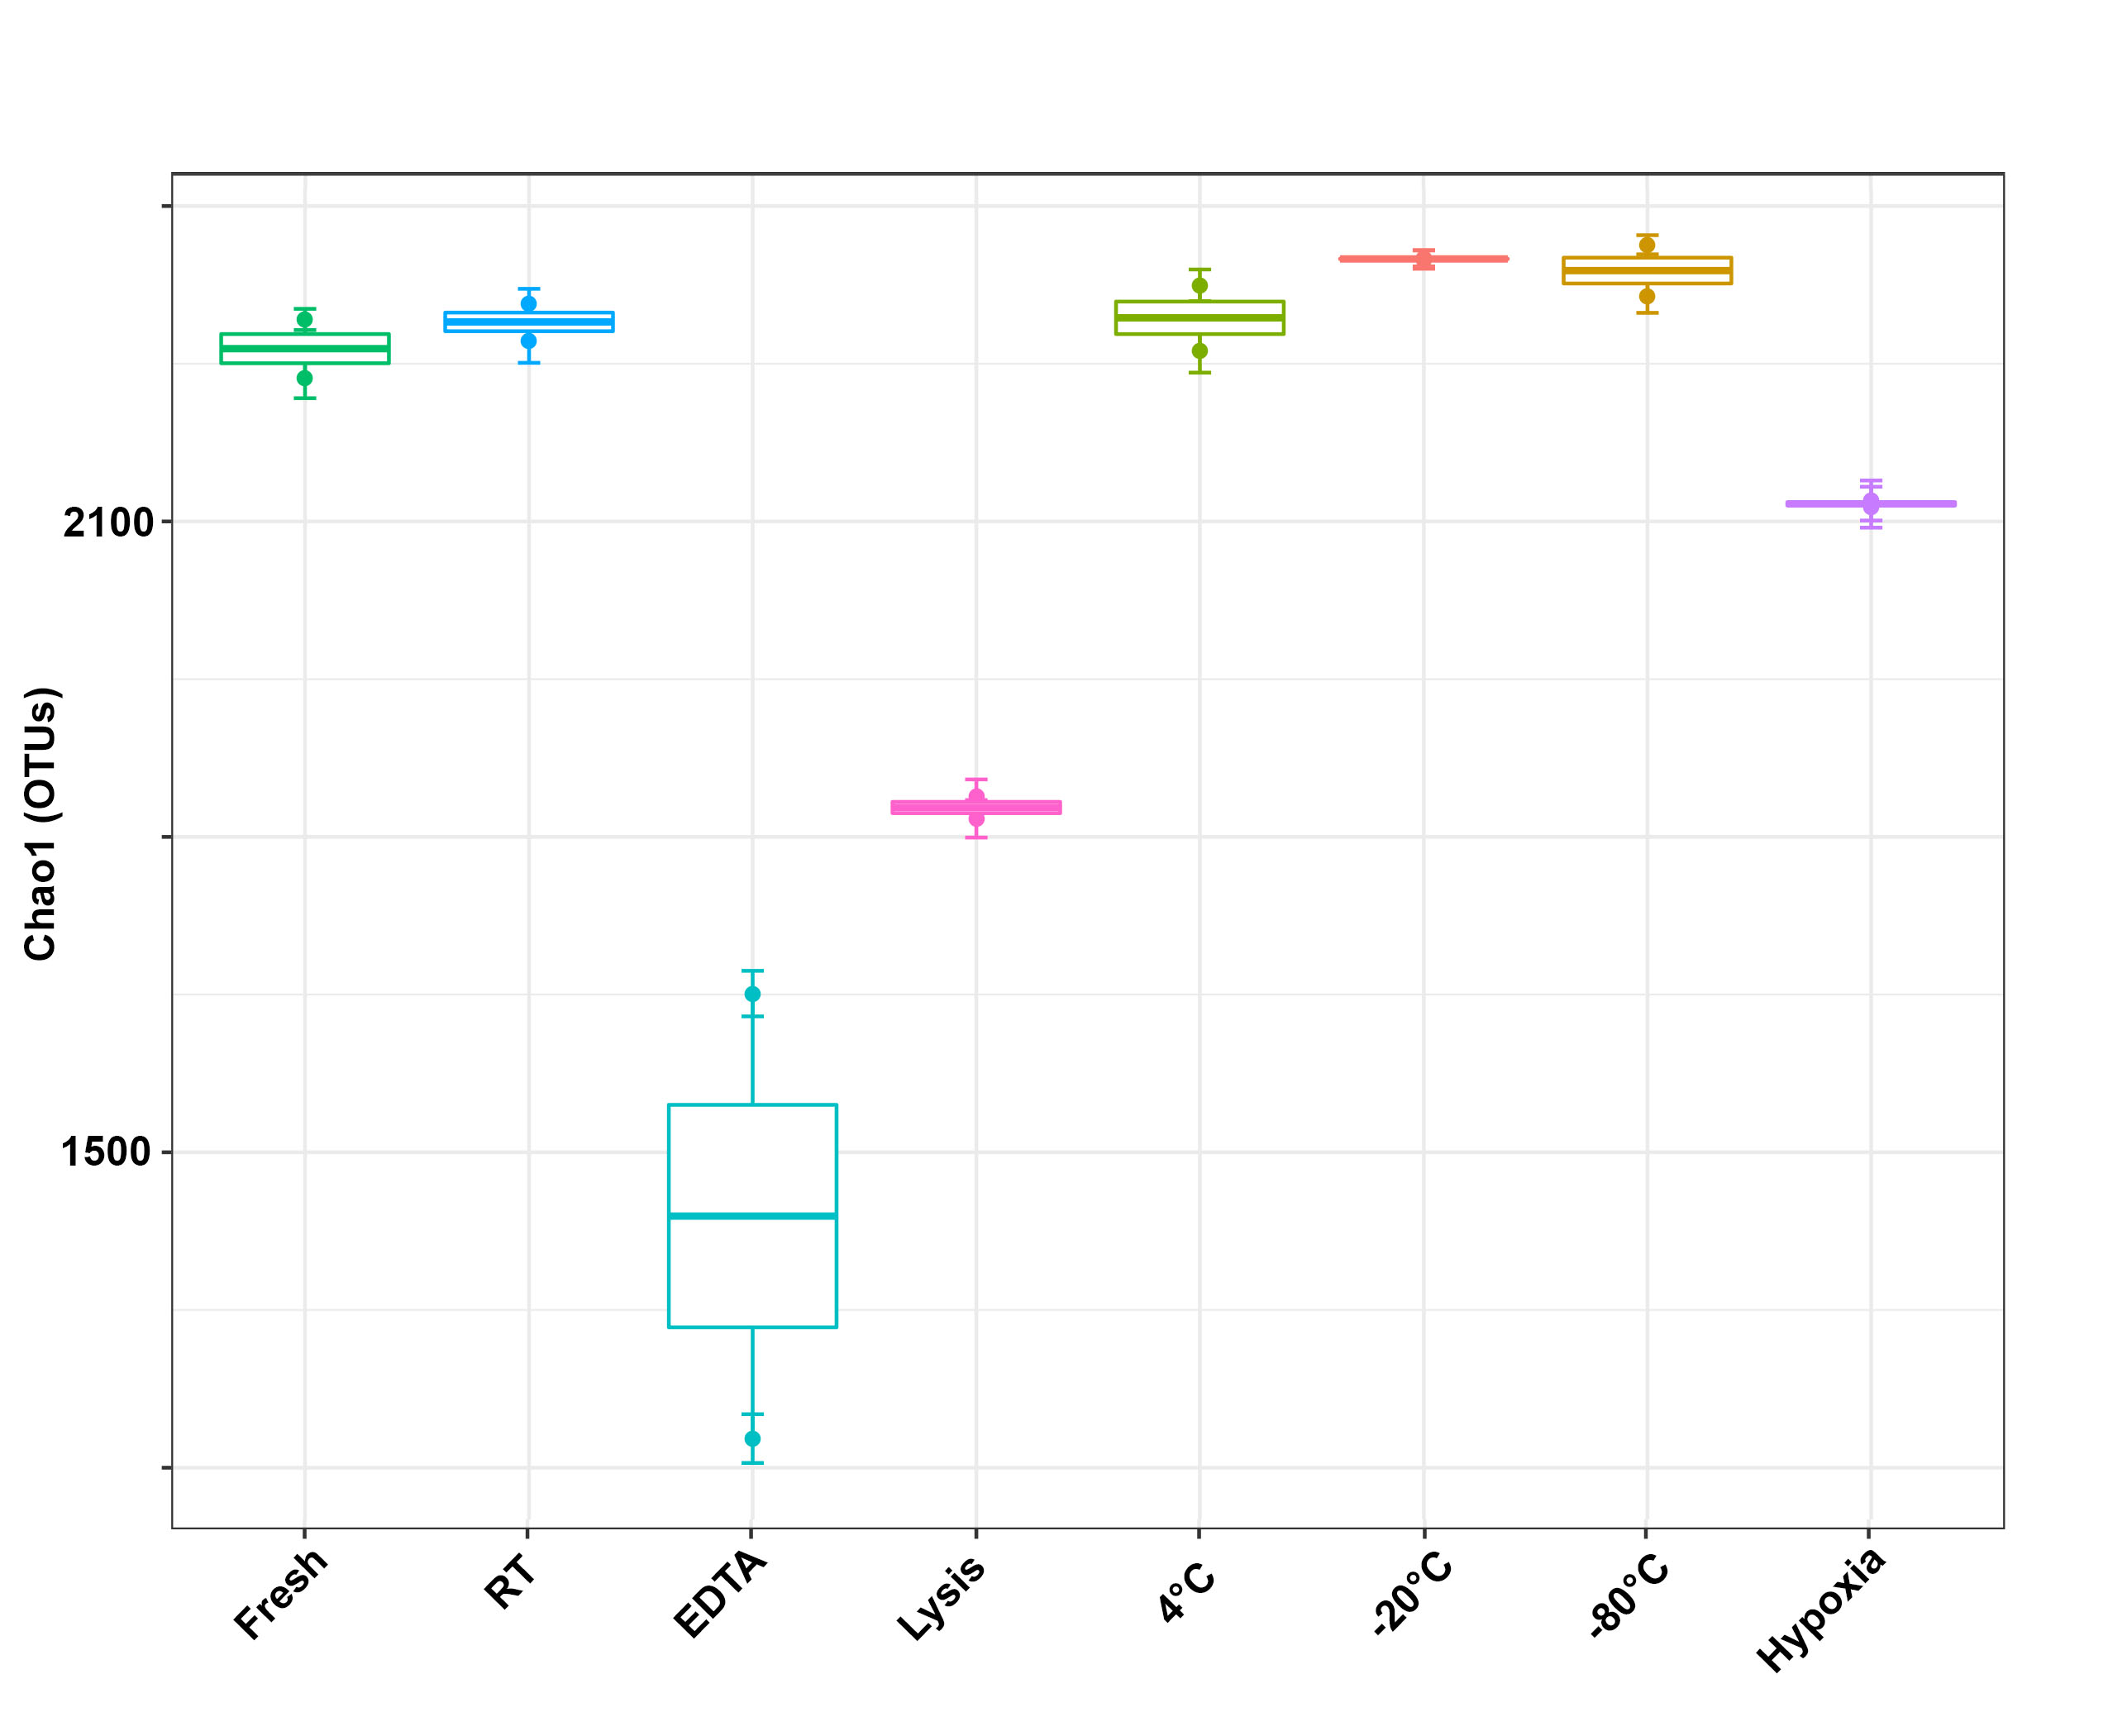 2100
1500
Chao1 (OTUs)
Fresh
RT
EDTA
Lysis
4°C
-20°C
-80°C
Hypoxia